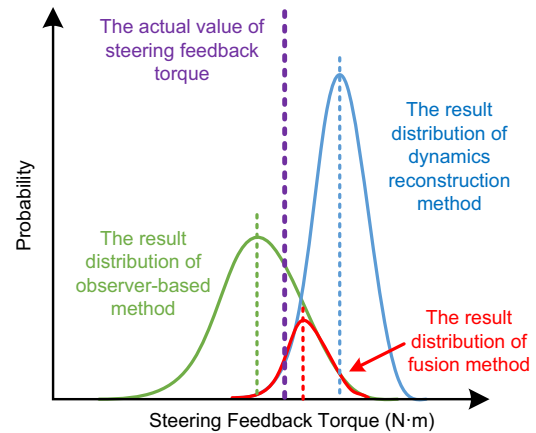 The actual value of
steering feedback
torque
The result
distribution of
dynamics
reconstruction
method
Probability
The result
distribution of
observer-based
method
The result
distribution of
fusion method
Steering Feedback Torque (N·m)